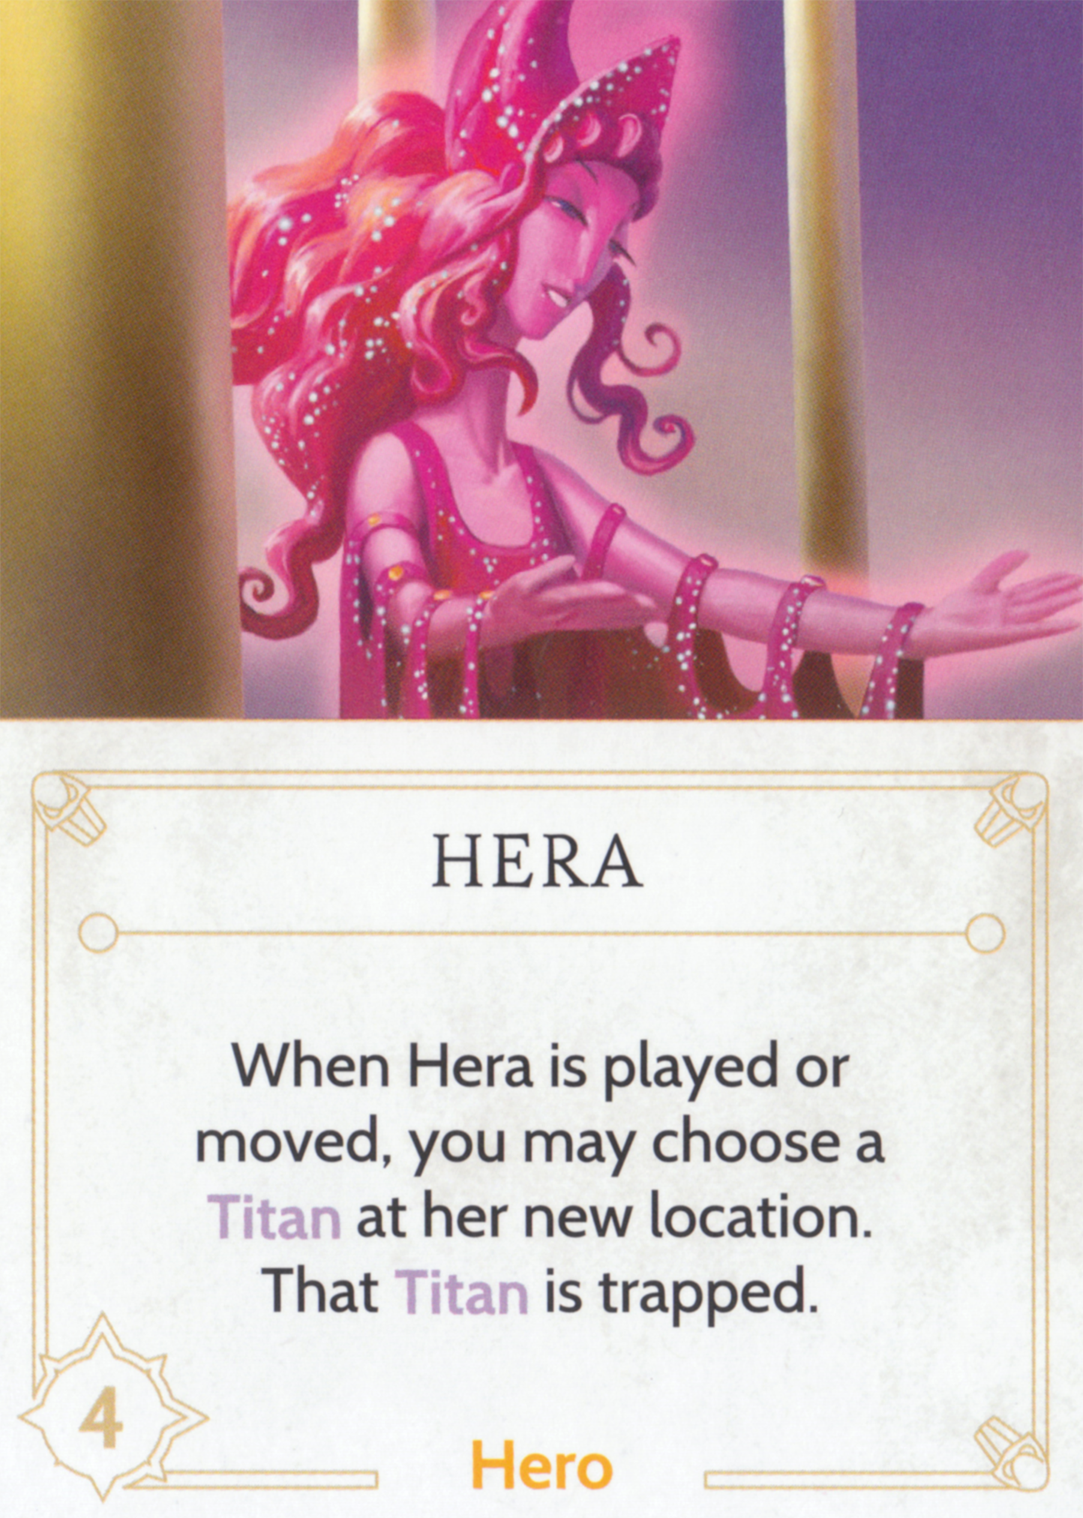 HERA
When Hera is played or
moved, you may choose a
Titan at her new location.
That Titan is trapped.
4
Hero